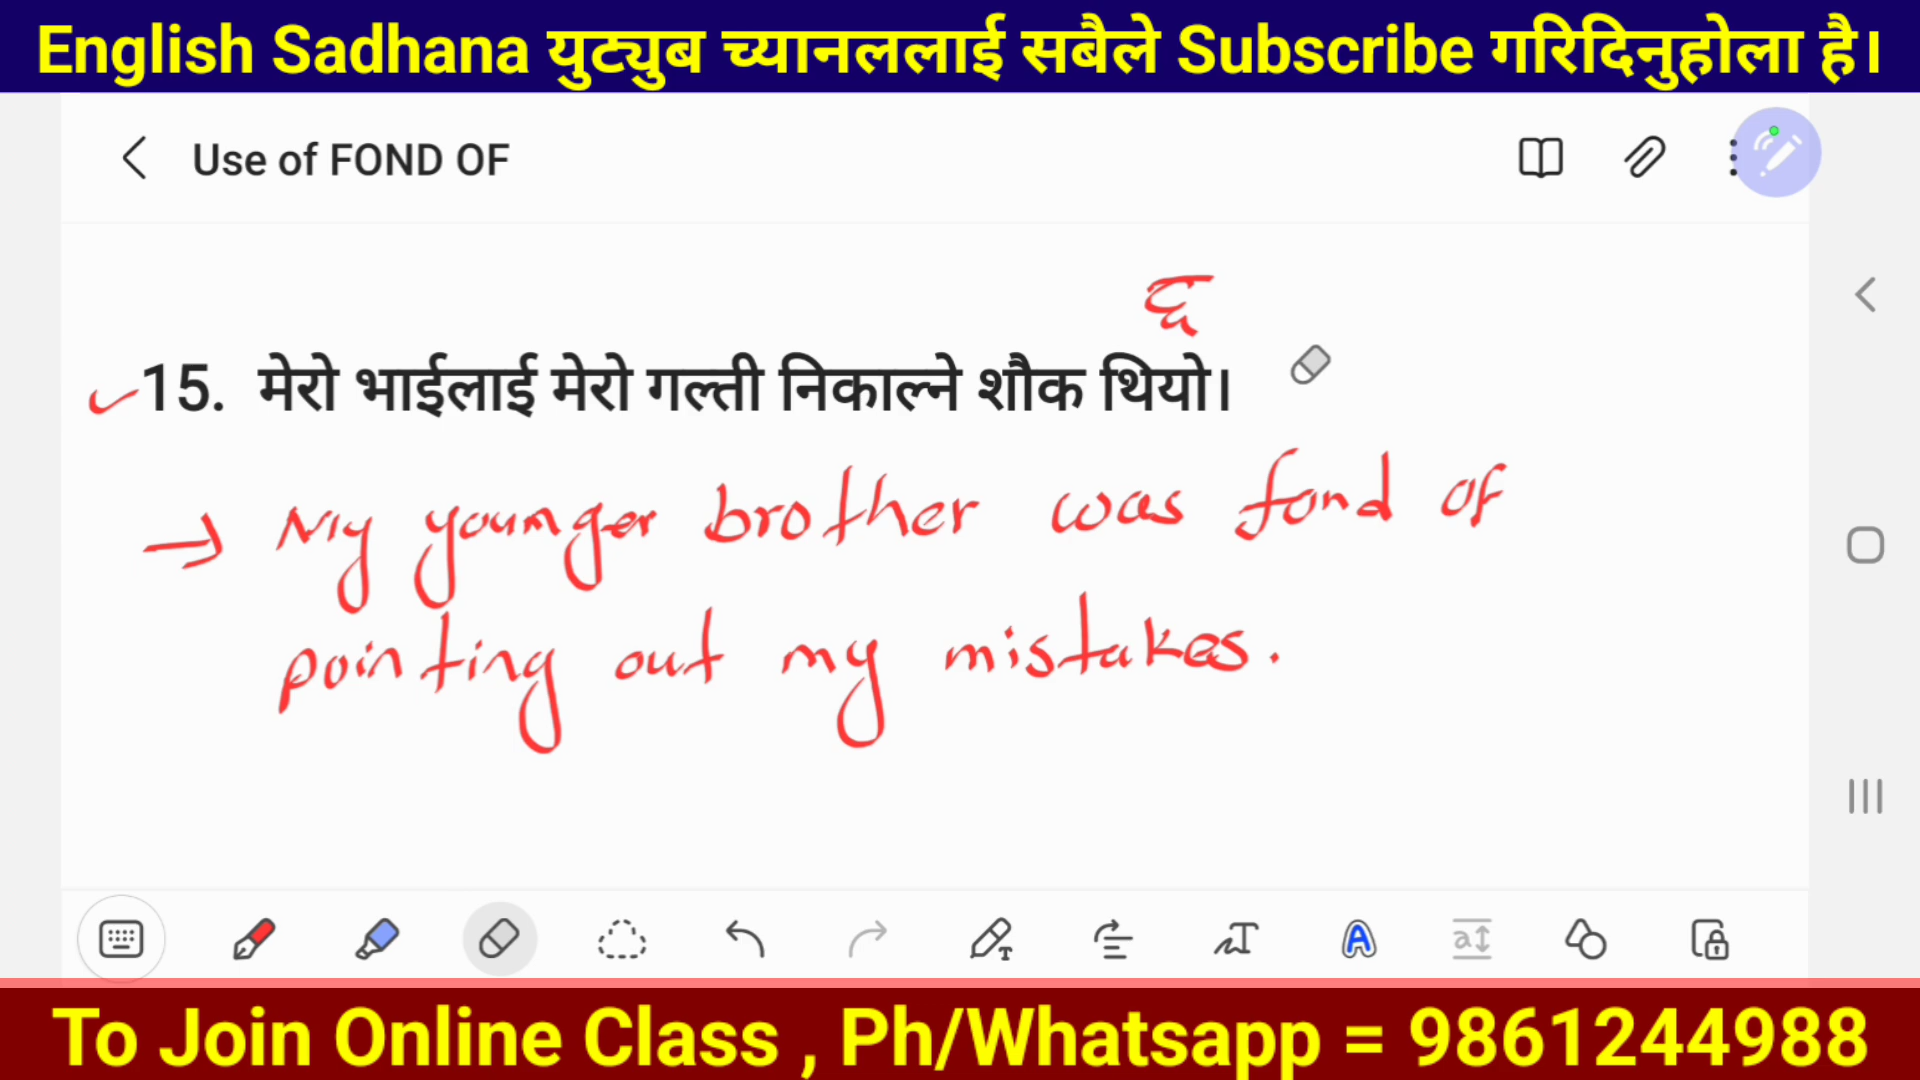 English Sadhana युट्युब च्यानललाई सबैले Subscribe गरिदिनुहोला है।
Use of FOND OF
15. मेरो भाईलाई मेरो गल्ती निकाल्ने शौक थियो।
→ My younger brother was fond of
pointing out my mistakes.
To Join Online Class , Ph/Whatsapp = 9861244988